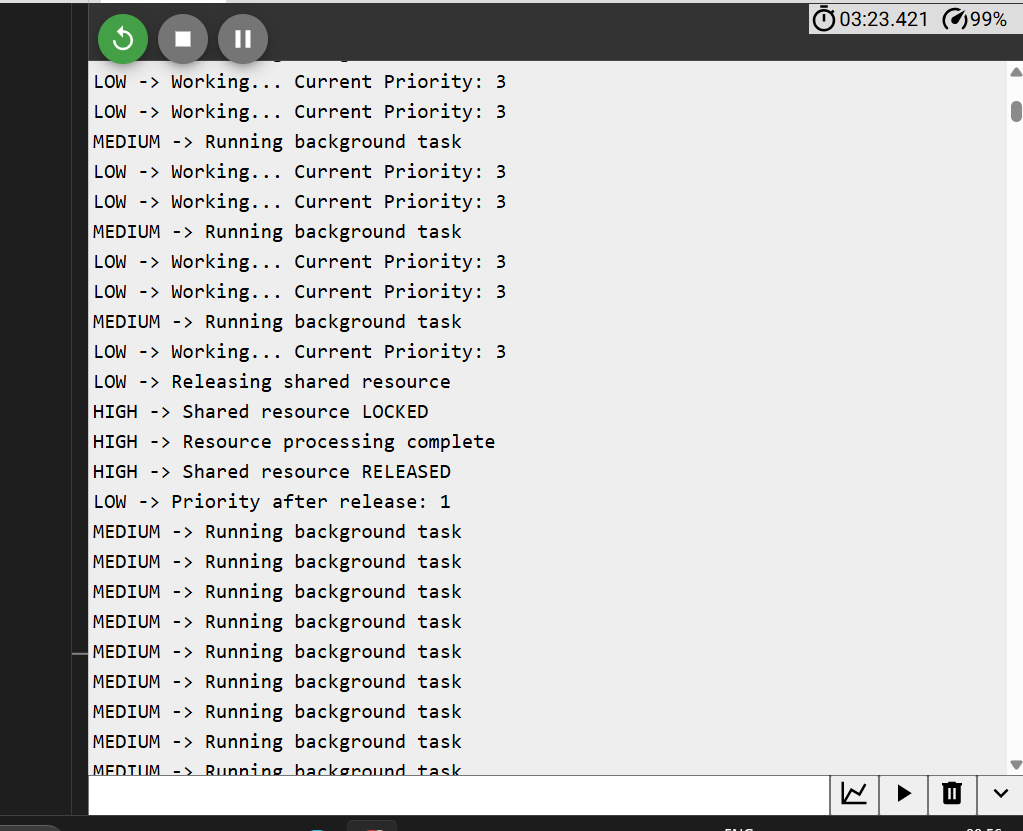 03:23.421 99%
LOW -> Working... Current Priority: 3
LOW -> Working... Current Priority: 3
MEDIUM -> Running background task
LOW -> Working... Current Priority: 3
LOW -> Working... Current Priority: 3
MEDIUM -> Running background task
LOW -> Working... Current Priority: 3
LOW -> Working... Current Priority: 3
MEDIUM -> Running background task
LOW -> Working... Current Priority: 3
LOW -> Releasing shared resource
HIGH -> Shared resource LOCKED
HIGH -> Resource processing complete
HIGH -> Shared resource RELEASED
LOW -> Priority after release: 1
MEDIUM -> Running background task
MEDIUM -> Running background task
MEDIUM -> Running background task
MEDIUM -> Running background task
MEDIUM -> Running background task
MEDIUM -> Running background task
MEDIUM -> Running background task
MEDIUM -> Running background task
MEDIUM -> Running background task